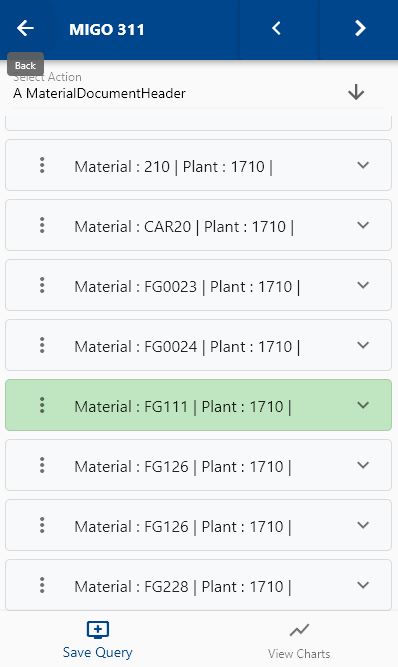 MIGO 311
Back
Select Action
A MaterialDocumentHeader
Material : 210 | Plant : 1710 |
Material : CAR20 | Plant : 1710 |
Material : FG0023 | Plant : 1710 |
Material : FG0024 | Plant : 1710 |
Material : FG111 | Plant : 1710 |
Material : FG126 | Plant : 1710 |
Material : FG126 | Plant : 1710 |
Material : FG228 | Plant : 1710 |
Save Query
View Charts